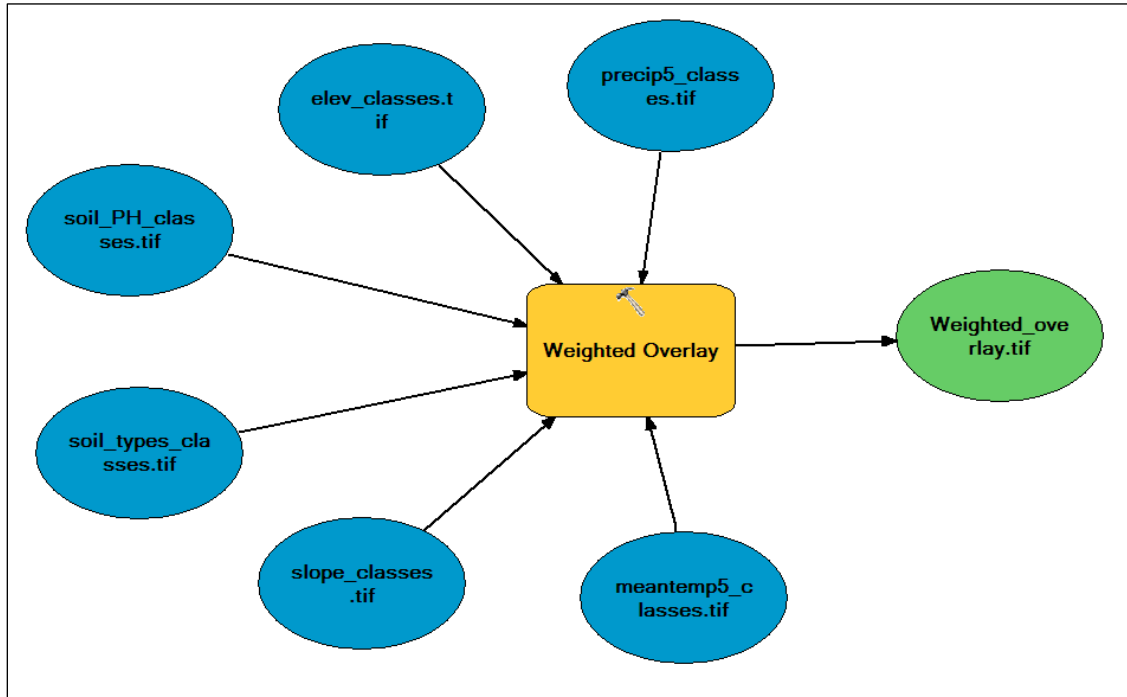 elev_classes.t
if
precip5_class
es.tif
soil_PH_clas
ses.tif
Weighted Overlay
Weighted_ove
rlay.tif
soil_types_cla
sses.tif
slope_classes
.tif
meantemp5_c
lasses.tif